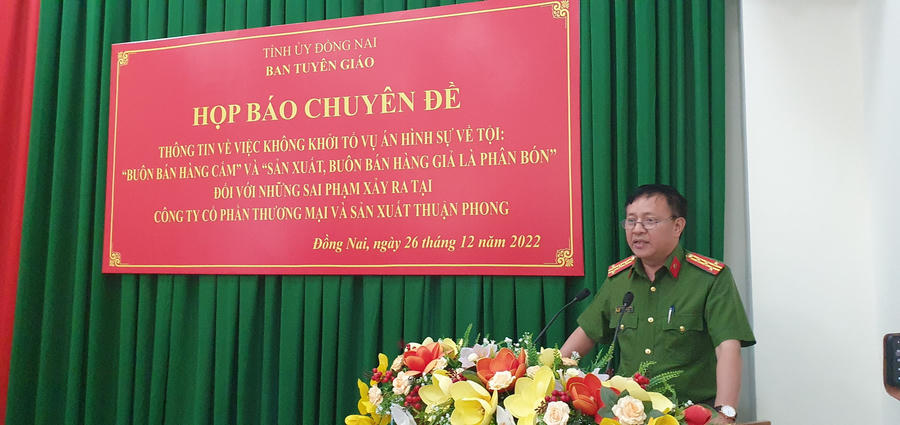 TỈNH ỦY ĐỒNG NAI
BAN TUYÊN GIÁO
HỌP BÁO CHUYÊN ĐỀ
THÔNG TIN VỀ VIỆC KHÔNG KHỞI TỐ VỤ ÁN HÌNH SỰ VỀ TỘI:
“BUÔN BÁN HÀNG CẤM” VÀ “SẢN XUẤT, BUÔN BÁN HÀNG GIẢ LÀ PHÂN BÓN”
ĐỐI VỚI NHỮNG SAI PHẠM XẢY RA TẠI
CÔNG TY CỔ PHẦN THƯƠNG MẠI VÀ SẢN XUẤT THUẬN PHONG
Đồng Nai, ngày 26 tháng 12 năm 2022